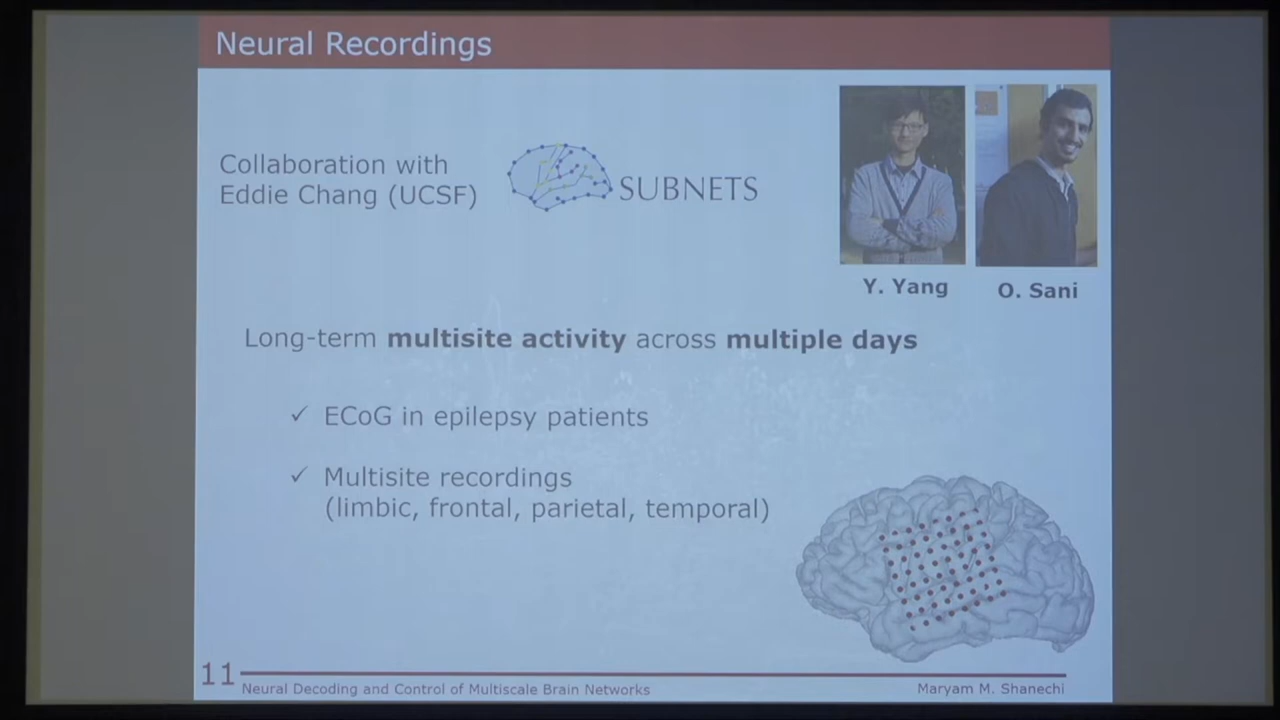 Neural Recordings
Collaboration with
Eddie Chang (UCSF)
SUBNETS
Y. Yang
O. Sani
Long-term multisite activity across multiple days
✓ ECoG in epilepsy patients
✓ Multisite recordings
(limbic, frontal, parietal, temporal)
11
Neural Decoding and Control of Multiscale Brain Networks
Maryam M. Shanechi